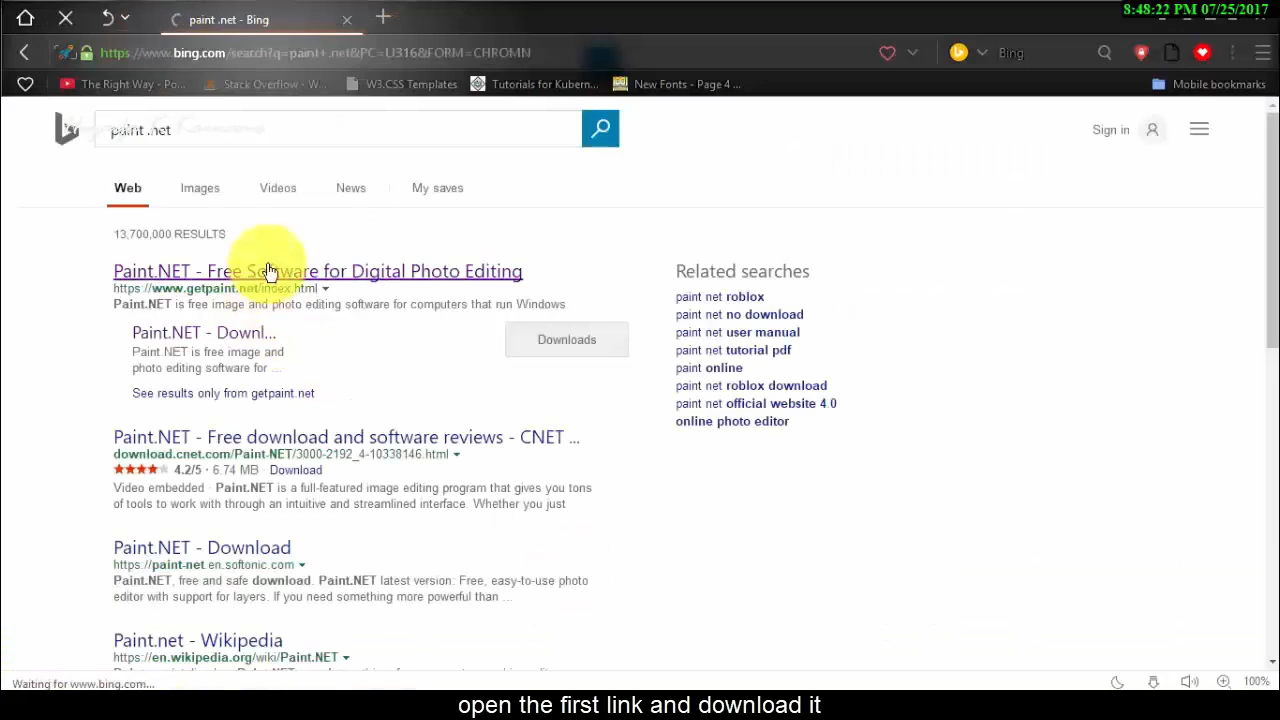 8:48:22 PM 07/25/2017
paint .net - Bing
https://www.bing.com/search?q=paint+.net&PC=U316&FORM=CHROMN
Bing
The Right Way - Po...
Stack Overflow - W...
W3.CSS Templates
Tutorials for Kubern...
New Fonts - Page 4 ...
Mobile bookmarks
paint .net
Sign in
Web
Images
Videos
News
My saves
13,700,000 RESULTS
Paint.NET - Free Software for Digital Photo Editing
https://www.getpaint.net/index.html
Paint.NET is free image and photo editing software for computers that run Windows.
Paint.NET - Downl...
Paint.NET is free image and
photo editing software for ...
Downloads
See results only from getpaint.net
Paint.NET - Free download and software reviews - CNET ...
download.cnet.com/Paint-NET/3000-2192_4-10338146.html
4.2/5 · 6.74 MB · Download
Video embedded · Paint.NET is a full-featured image editing program that gives you tons
of tools to work with through an intuitive and streamlined interface. Whether you just
Paint.NET - Download
https://paint-net.en.softonic.com
Paint.NET, free and safe download. Paint.NET latest version: Free, easy-to-use photo
editor with support for layers. If you need something more powerful than ...
Paint.net - Wikipedia
https://en.wikipedia.org/wiki/Paint.NET
Related searches
paint net roblox
paint net no download
paint net user manual
paint net tutorial pdf
paint online
paint net roblox download
paint net official website 4.0
online photo editor
Waiting for www.bing.com...
100%
open the first link and download it